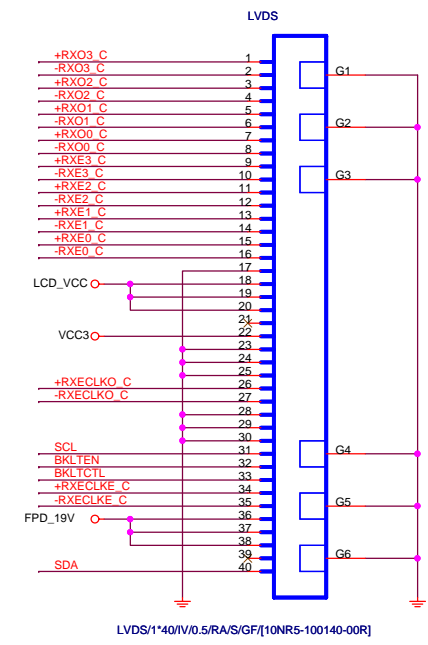 LVDS
+RXO3_C 1
-RXO3_C 2 G1
+RXO2_C 3
-RXO2_C 4
+RXO1_C 5
-RXO1_C 6 G2
+RXO0_C 7
-RXO0_C 8
+RXE3_C 9
-RXE3_C 10 G3
+RXE2_C 11
-RXE2_C 12
+RXE1_C 13
-RXE1_C 14
+RXE0_C 15
-RXE0_C 16
17
LCD_VCC 18
19
20
21
VCC3 22
23
24
25
+RXECLKO_C 26
-RXECLKO_C 27
28
29
30
SCL 31 G4
BKLTEN 32
BKLTCTL 33
+RXECLKE_C 34
-RXECLKE_C 35 G5
FPD_19V 36
37
38
39 G6
SDA 40
LVDS/1*40/IV/0.5/RA/S/GF/[10NR5-100140-00R]